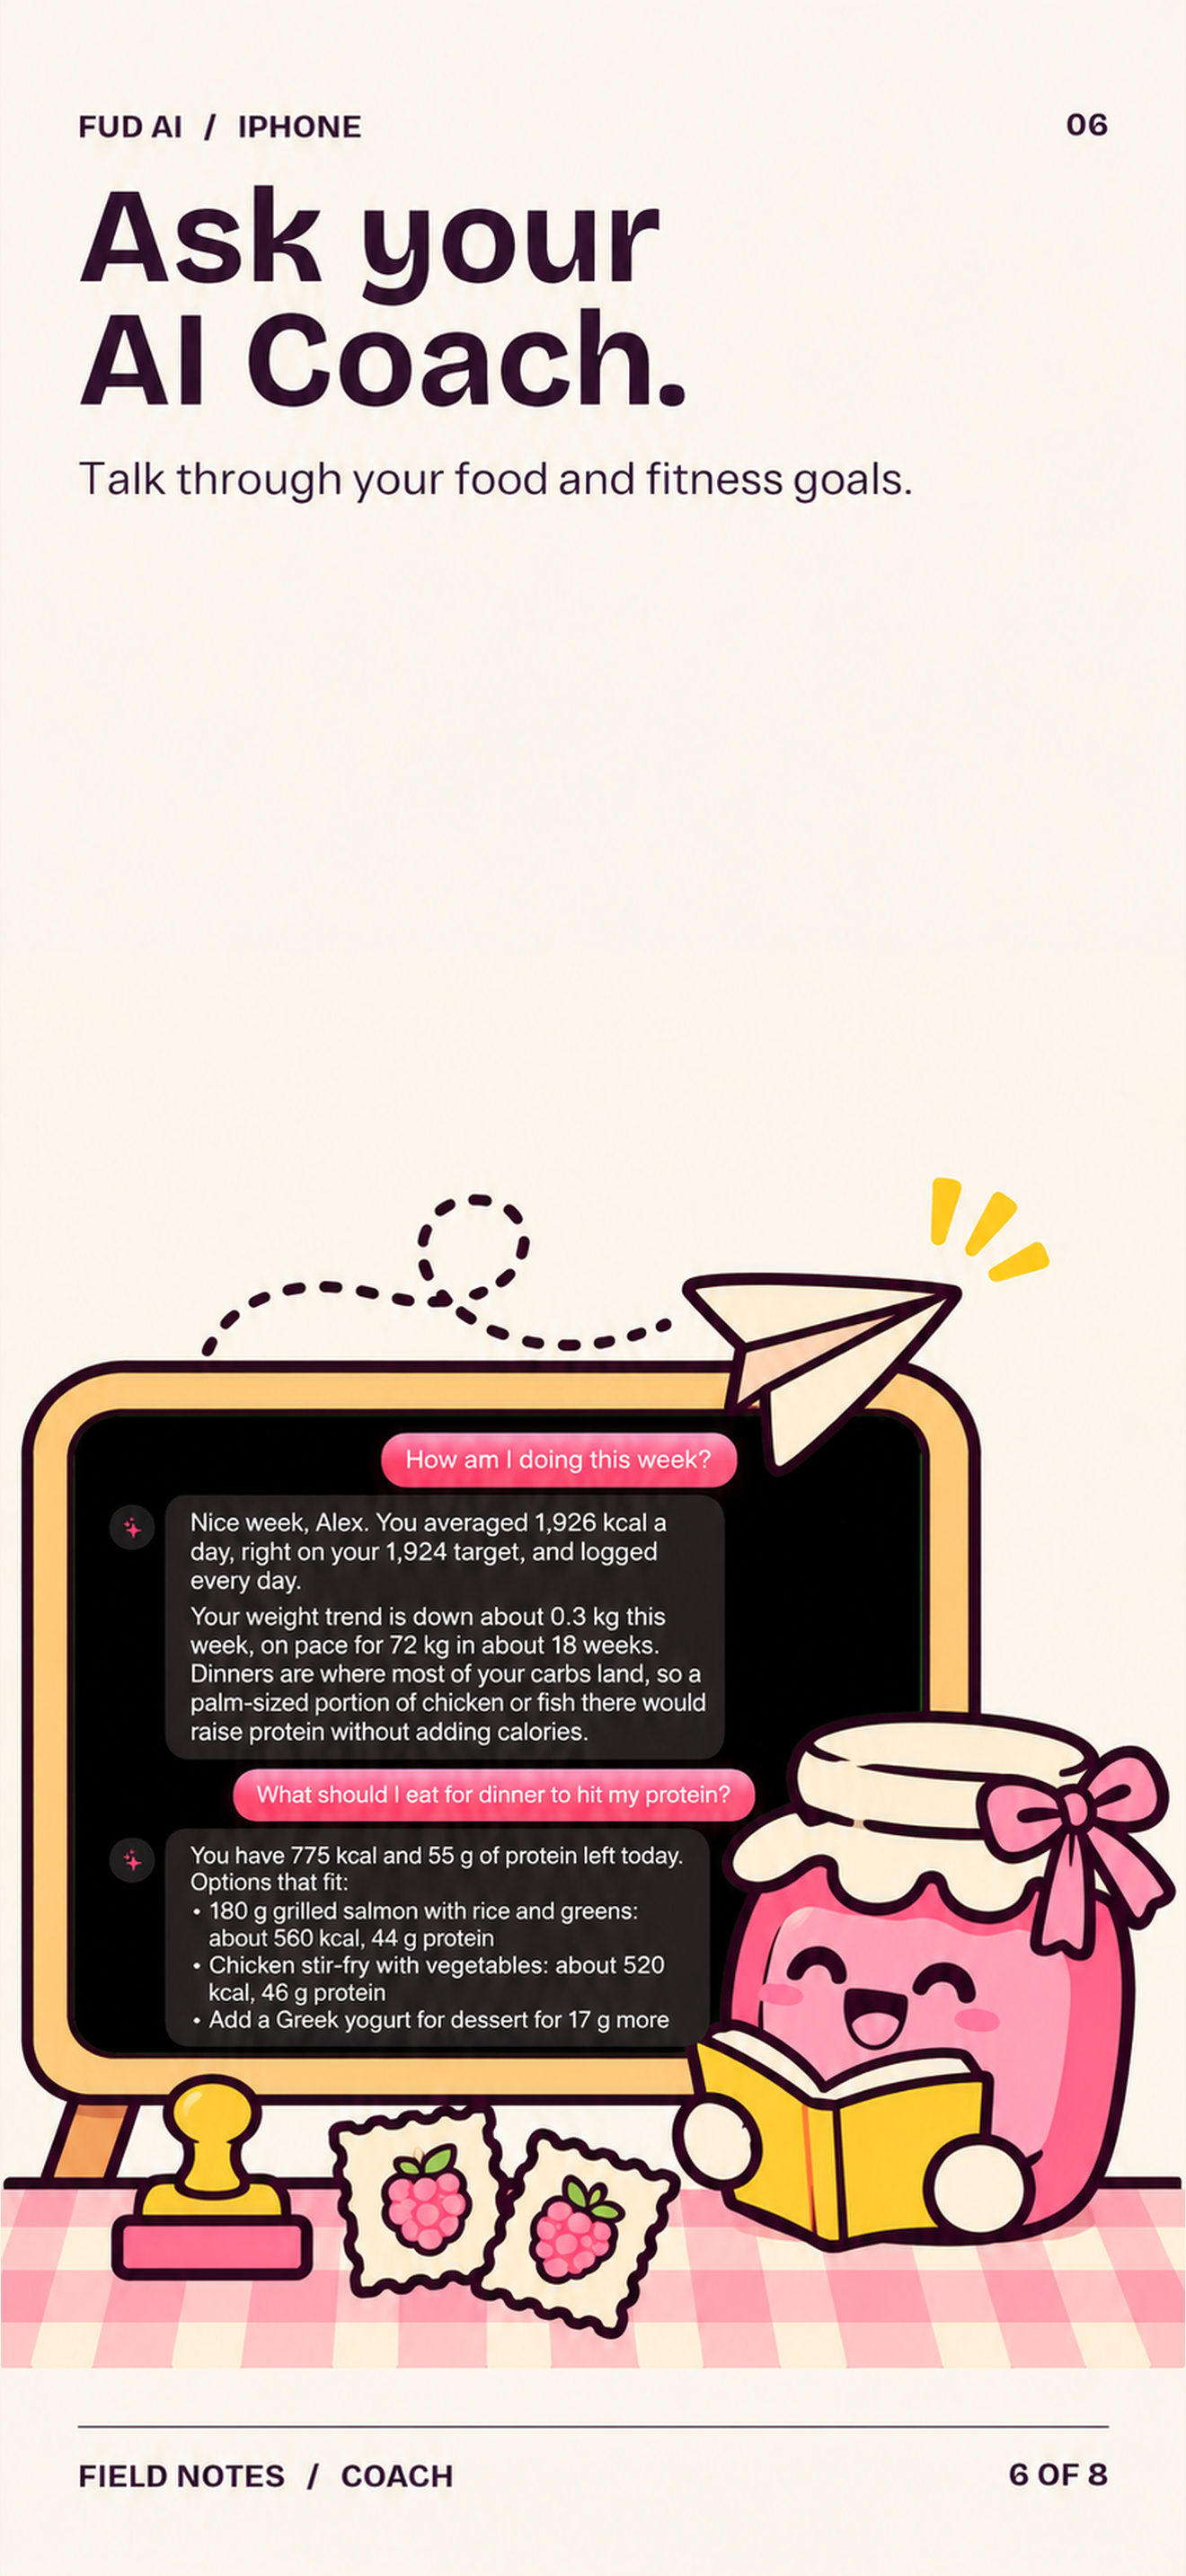 FUD AI / IPHONE
06
Ask your
AI Coach.
Talk through your food and fitness goals.
How am I doing this week?
Nice week, Alex. You averaged 1,926 kcal a
day, right on your 1,924 target, and logged
every day.
Your weight trend is down about 0.3 kg this
week, on pace for 72 kg in about 18 weeks.
Dinners are where most of your carbs land, so a
palm-sized portion of chicken or fish there would
raise protein without adding calories.
What should I eat for dinner to hit my protein?
You have 775 kcal and 55 g of protein left today.
Options that fit:
• 180 g grilled salmon with rice and greens:
about 560 kcal, 44 g protein
• Chicken stir-fry with vegetables: about 520
kcal, 46 g protein
• Add a Greek yogurt for dessert for 17 g more
FIELD NOTES / COACH
6 OF 8